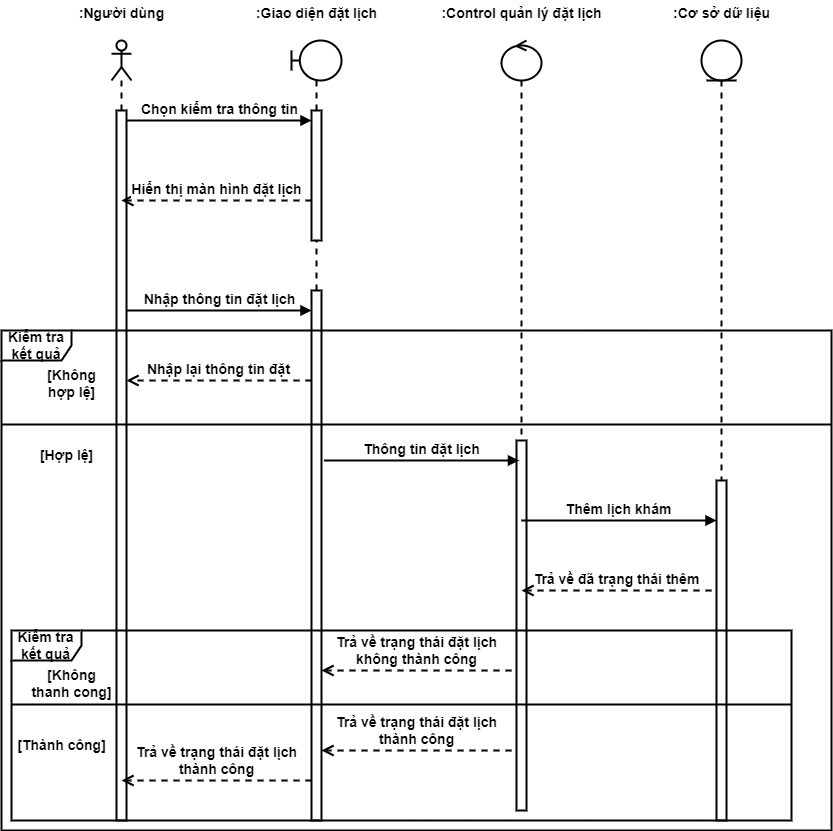 :Người dùng
:Giao diện đặt lịch
:Control quản lý đặt lịch
:Cơ sở dữ liệu
Chọn kiểm tra thông tin
Hiển thị màn hình đặt lịch
Nhập thông tin đặt lịch
Kiểm tra
kết quả
[Không
hợp lệ]
Nhập lại thông tin đặt
[Hợp lệ]
Thông tin đặt lịch
Thêm lịch khám
Trả về đã trạng thái thêm
Kiểm tra
kết quả
Trả về trạng thái đặt lịch
không thành công
[Không
thanh cong]
Trả về trạng thái đặt lịch
thành công
[Thành công]
Trả về trạng thái đặt lịch
thành công